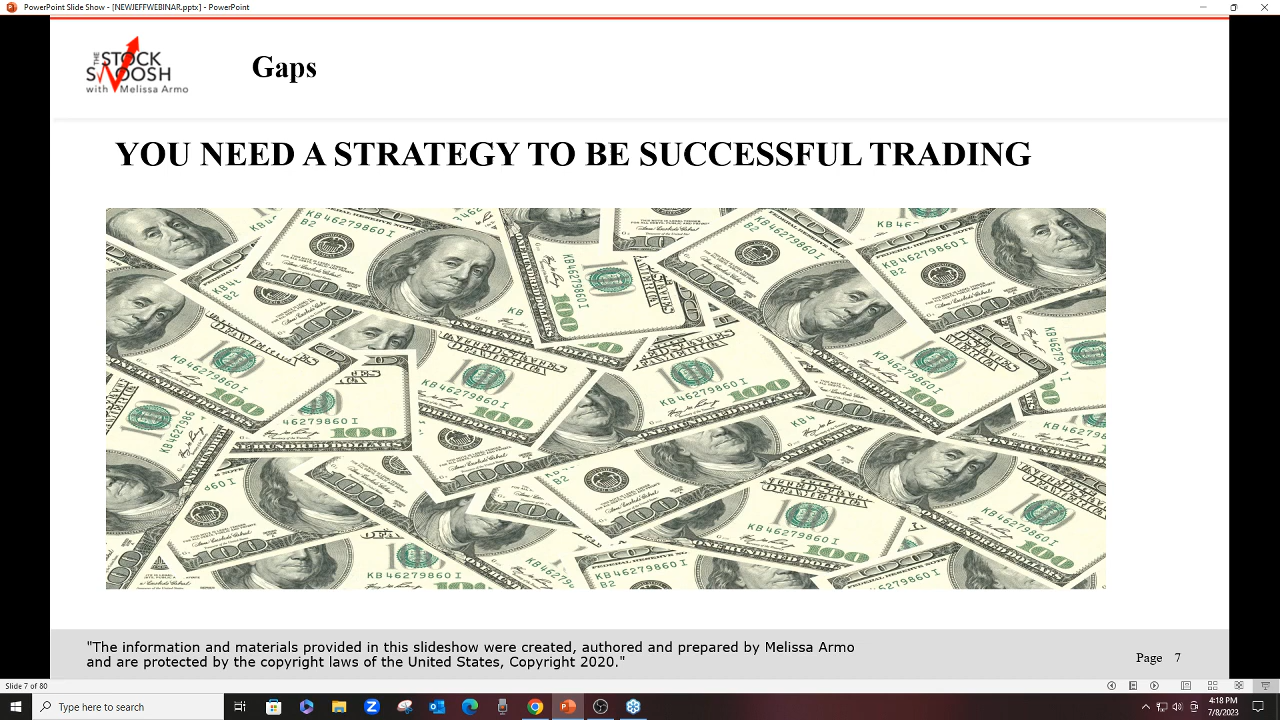 PowerPoint Slide Show - [NEWJEFFWEBINAR.pptx] - PowerPoint
THE
STOCK
SWOOSH
with Melissa Armo
Gaps
YOU NEED A STRATEGY TO BE SUCCESSFUL TRADING
KB46279860I
B2
100
"The information and materials provided in this slideshow were created, authored and prepared by Melissa Armo
and are protected by the copyright laws of the United States, Copyright 2020."
Page 7
Slide 7 of 80
Type here to search
4:18 PM
7/8/2023